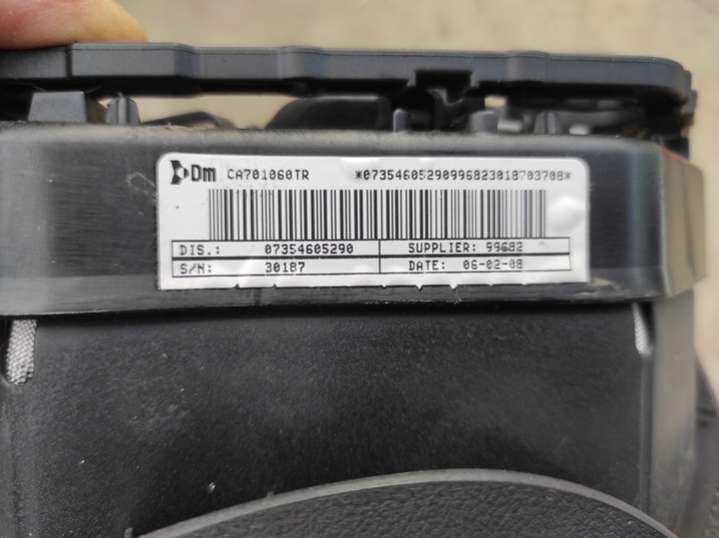 Dm CA701060TR *07354605290996823018703708*
DIS.: 07354605290 SUPPLIER: 99682
S/N: 30187 DATE: 06-02-08